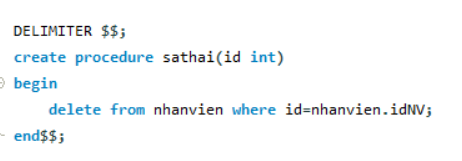 DELIMITER $$;
create procedure sathai(id int)
begin
delete from nhanvien where id=nhanvien.idNV;
end$$;